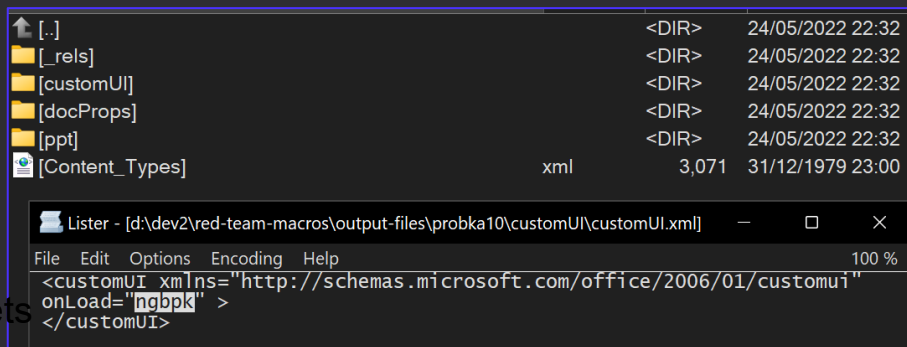 [..] <DIR> 24/05/2022 22:32
[_rels] <DIR> 24/05/2022 22:32
[customUI] <DIR> 24/05/2022 22:32
[docProps] <DIR> 24/05/2022 22:32
[ppt] <DIR> 24/05/2022 22:32
[Content_Types] xml 3,071 31/12/1979 23:00
Lister - [d:\dev2\red-team-macros\output-files\probka10\customUI\customUI.xml]
File Edit Options Encoding Help 100 %
<customUI xmlns="http://schemas.microsoft.com/office/2006/01/customui"
onLoad="ngbpk" >
</customUI>
ts